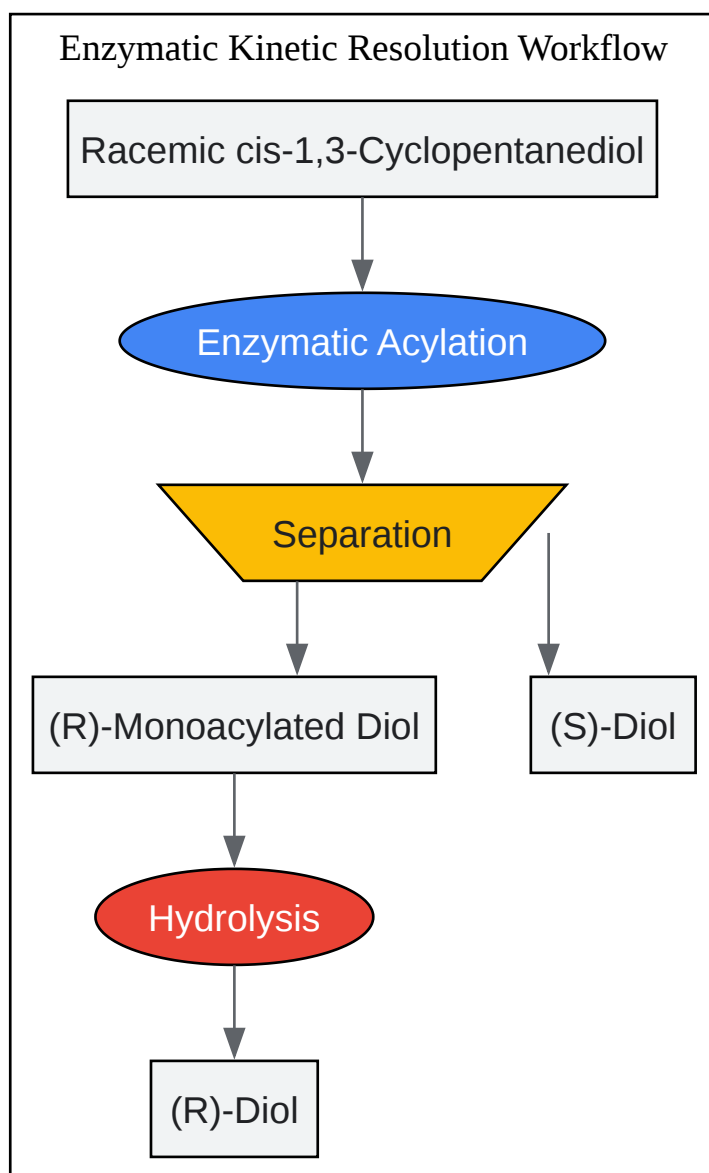 Enzymatic Kinetic Resolution Workflow
Racemic cis-1,3-Cyclopentanediol
Enzymatic Acylation
Separation
(R)-Monoacylated Diol
(S)-Diol
Hydrolysis
(R)-Diol